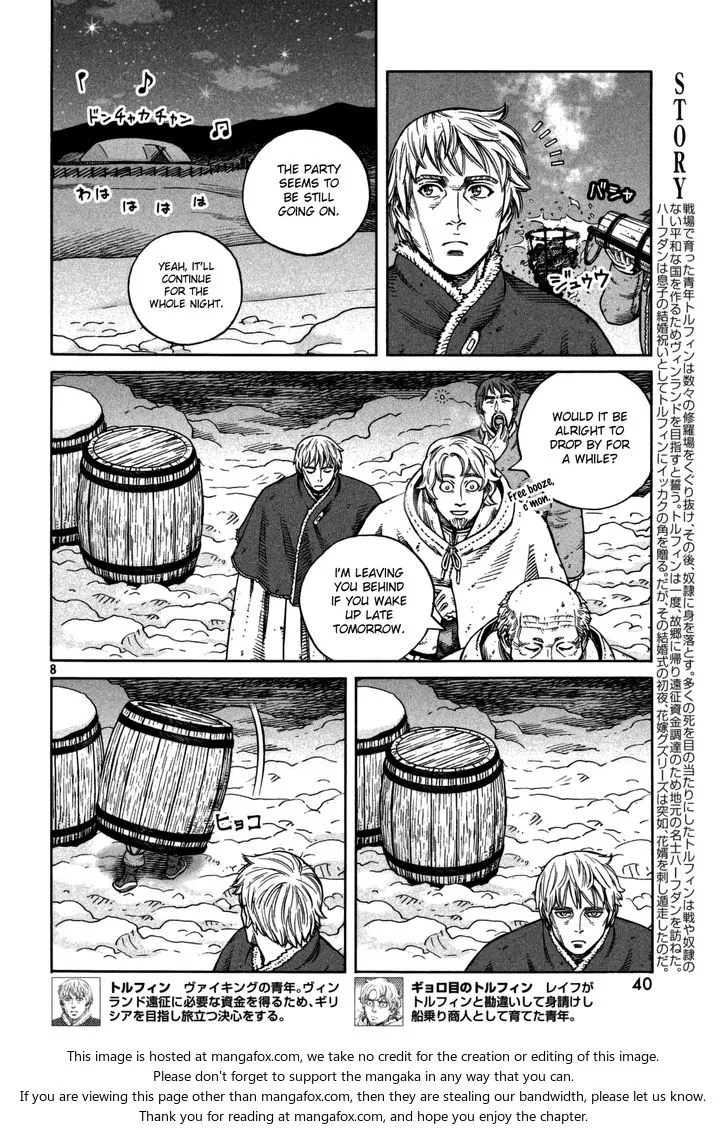 ドンチャカチャン
わは
は は は
THE PARTY
SEEMS TO
BE STILL
GOING ON.
YEAH, IT'LL
CONTINUE
FOR THE
WHOLE NIGHT.
バシャ
ジュウウ
STORY
戦場で育った青年トルフィンは数々の修羅場をくぐり抜け、その後、奴隷に身を落とす。多くの死を目の当たりにしたトルフィンは戦や奴隷の
ない平和な国を作るためヴィンランドを目指すと誓う。トルフィンは一度、故郷に帰り遠征資金調達のため地元の名士ハーフダンを訪ねた。
ハーフダンは息子の結婚祝いとしてトルフィンにイッカクの角を贈る。だが、その結婚式の初夜、花嫁グズリーズは突如、花婿を刺し遁走したのだ。
WOULD IT BE
ALRIGHT TO
DROP BY FOR
A WHILE?
Free booze,
c'mon.
I'M LEAVING
YOU BEHIND
IF YOU WAKE
UP LATE
TOMORROW.
8
ヒョコ
40
トルフィン ヴァイキングの青年。ヴィン
ランド遠征に必要な資金を得るため、ギリ
シアを目指し旅立つ決心をする。
ギョロ目のトルフィン レイフが
トルフィンと勘違いして身請けし
船乗り商人として育てた青年。
This image is hosted at mangafox.com, we take no credit for the creation or editing of this image.
Please don't forget to support the mangaka in any way that you can.
If you are viewing this page other than mangafox.com, then they are stealing our bandwidth, please let us know.
Thank you for reading at mangafox.com, and hope you enjoy the chapter.